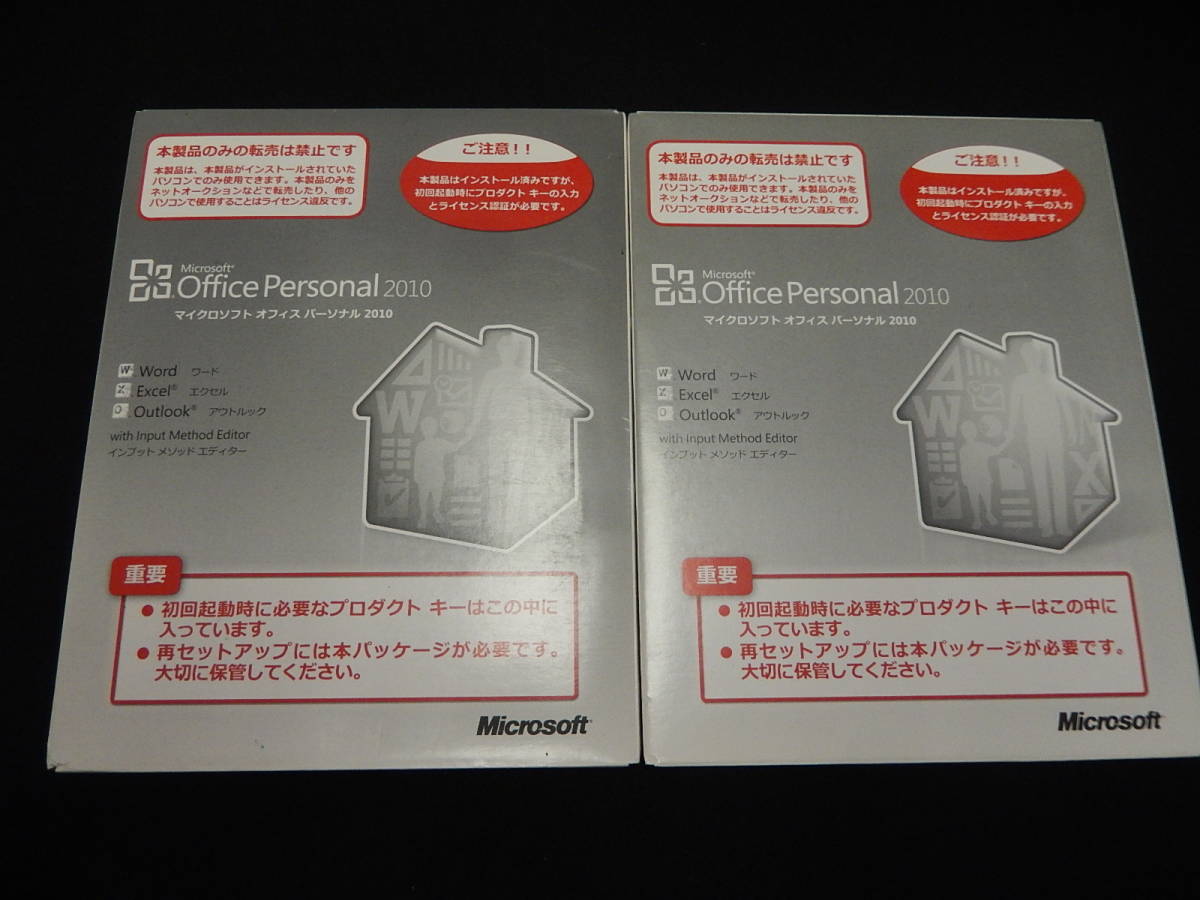 本製品のみの転売は禁止です
本製品は、本製品がインストールされていた
パソコンでのみ使用できます。本製品のみを
ネットオークションなどで転売したり、他の
パソコンで使用することはライセンス違反です。
ご注意!!
本製品はインストール済みですが、
初回起動時にプロダクト キーの入力
とライセンス認証が必要です。
Microsoft®
Office Personal 2010
マイクロソフト オフィス パーソナル 2010
Word ワード
Excel® エクセル
Outlook® アウトルック
with Input Method Editor
インプット メソッド エディター
重要
● 初回起動時に必要なプロダクト キーはこの中に
入っています。
● 再セットアップには本パッケージが必要です。
大切に保管してください。
Microsoft
本製品のみの転売は禁止です
本製品は、本製品がインストールされていた
パソコンでのみ使用できます。本製品のみを
ネットオークションなどで転売したり、他の
パソコンで使用することはライセンス違反です。
ご注意!!
本製品はインストール済みですが、
初回起動時にプロダクト キーの入力
とライセンス認証が必要です。
Microsoft®
Office Personal 2010
マイクロソフト オフィス パーソナル 2010
Word ワード
Excel® エクセル
Outlook® アウトルック
with Input Method Editor
インプット メソッド エディター
重要
● 初回起動時に必要なプロダクト キーはこの中に
入っています。
● 再セットアップには本パッケージが必要です。
大切に保管してください。
Microsoft